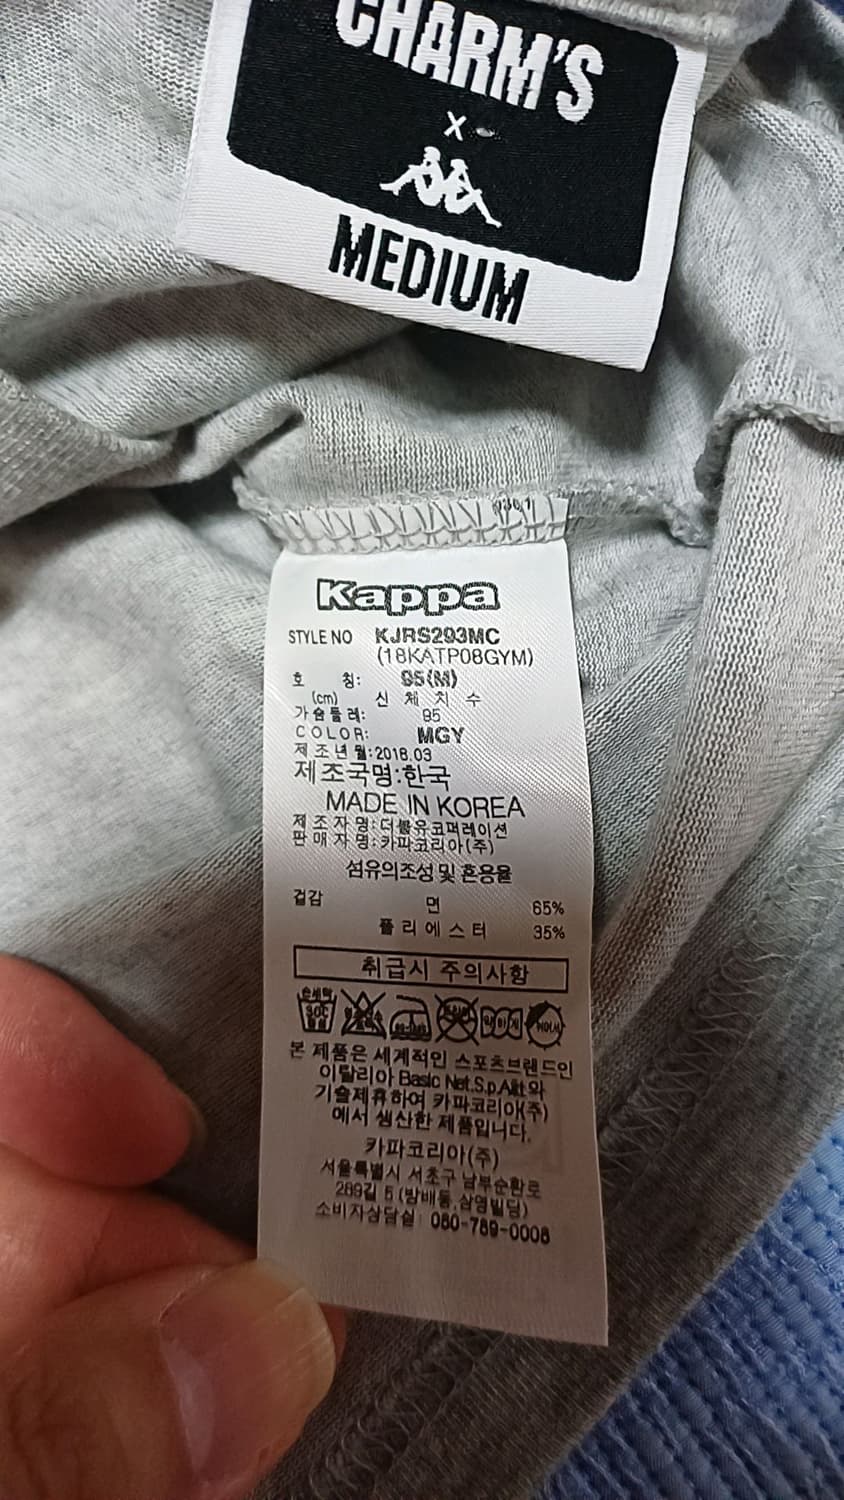 CHARM'S
X
MEDIUM
Kappa
STYLE NO KJRS293MC
(18KATP08GYM)
호 칭: 95(M)
(cm) 신 체 치 수
가슴둘레: 95
COLOR: MGY
제조년월:2018.03
제조국명:한국
MADE IN KOREA
제조자명:더블유코퍼레이션
판매자명:카파코리아(주)
섬유의조성 및 혼용율
겉감 면 65%
폴리에스터 35%
취급시 주의사항
손세탁
30℃
중성
본 제품은 세계적인 스포츠브랜드인
이탈리아 Basic Net.S.p.A社와
기술제휴하여 카파코리아(주)
에서 생산한 제품입니다.
카파코리아(주)
서울특별시 서초구 남부순환로
289길 5 (방배동,삼영빌딩)
소비자상담실: 080-789-0008